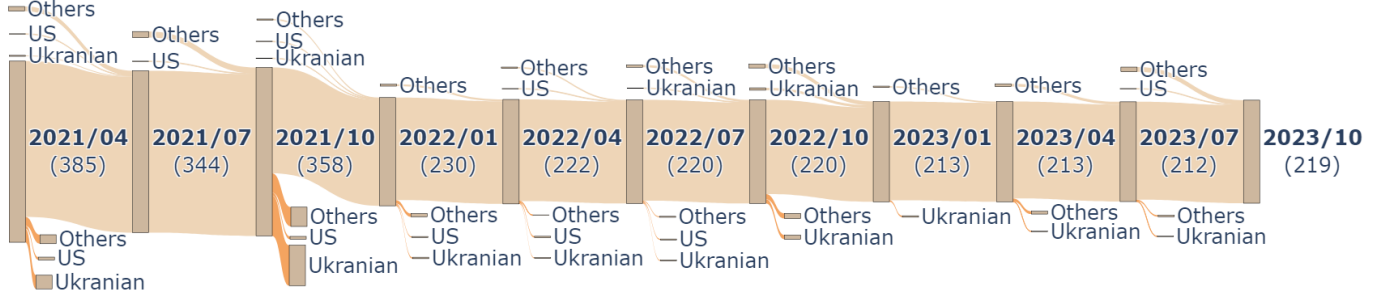 Others
US
Ukranian
2021/04
(385)
Others
US
Ukranian
Others
US
2021/07
(344)
Others
US
Ukranian
2021/10
(358)
Others
US
Ukranian
Others
2022/01
(230)
Others
US
Ukranian
Others
US
2022/04
(222)
Others
US
Ukranian
Others
Ukranian
2022/07
(220)
Others
US
Ukranian
Others
Ukranian
2022/10
(220)
Others
Ukranian
Others
2023/01
(213)
Ukranian
Others
2023/04
(213)
Others
Ukranian
Others
US
2023/07
(212)
Others
Ukranian
2023/10
(219)